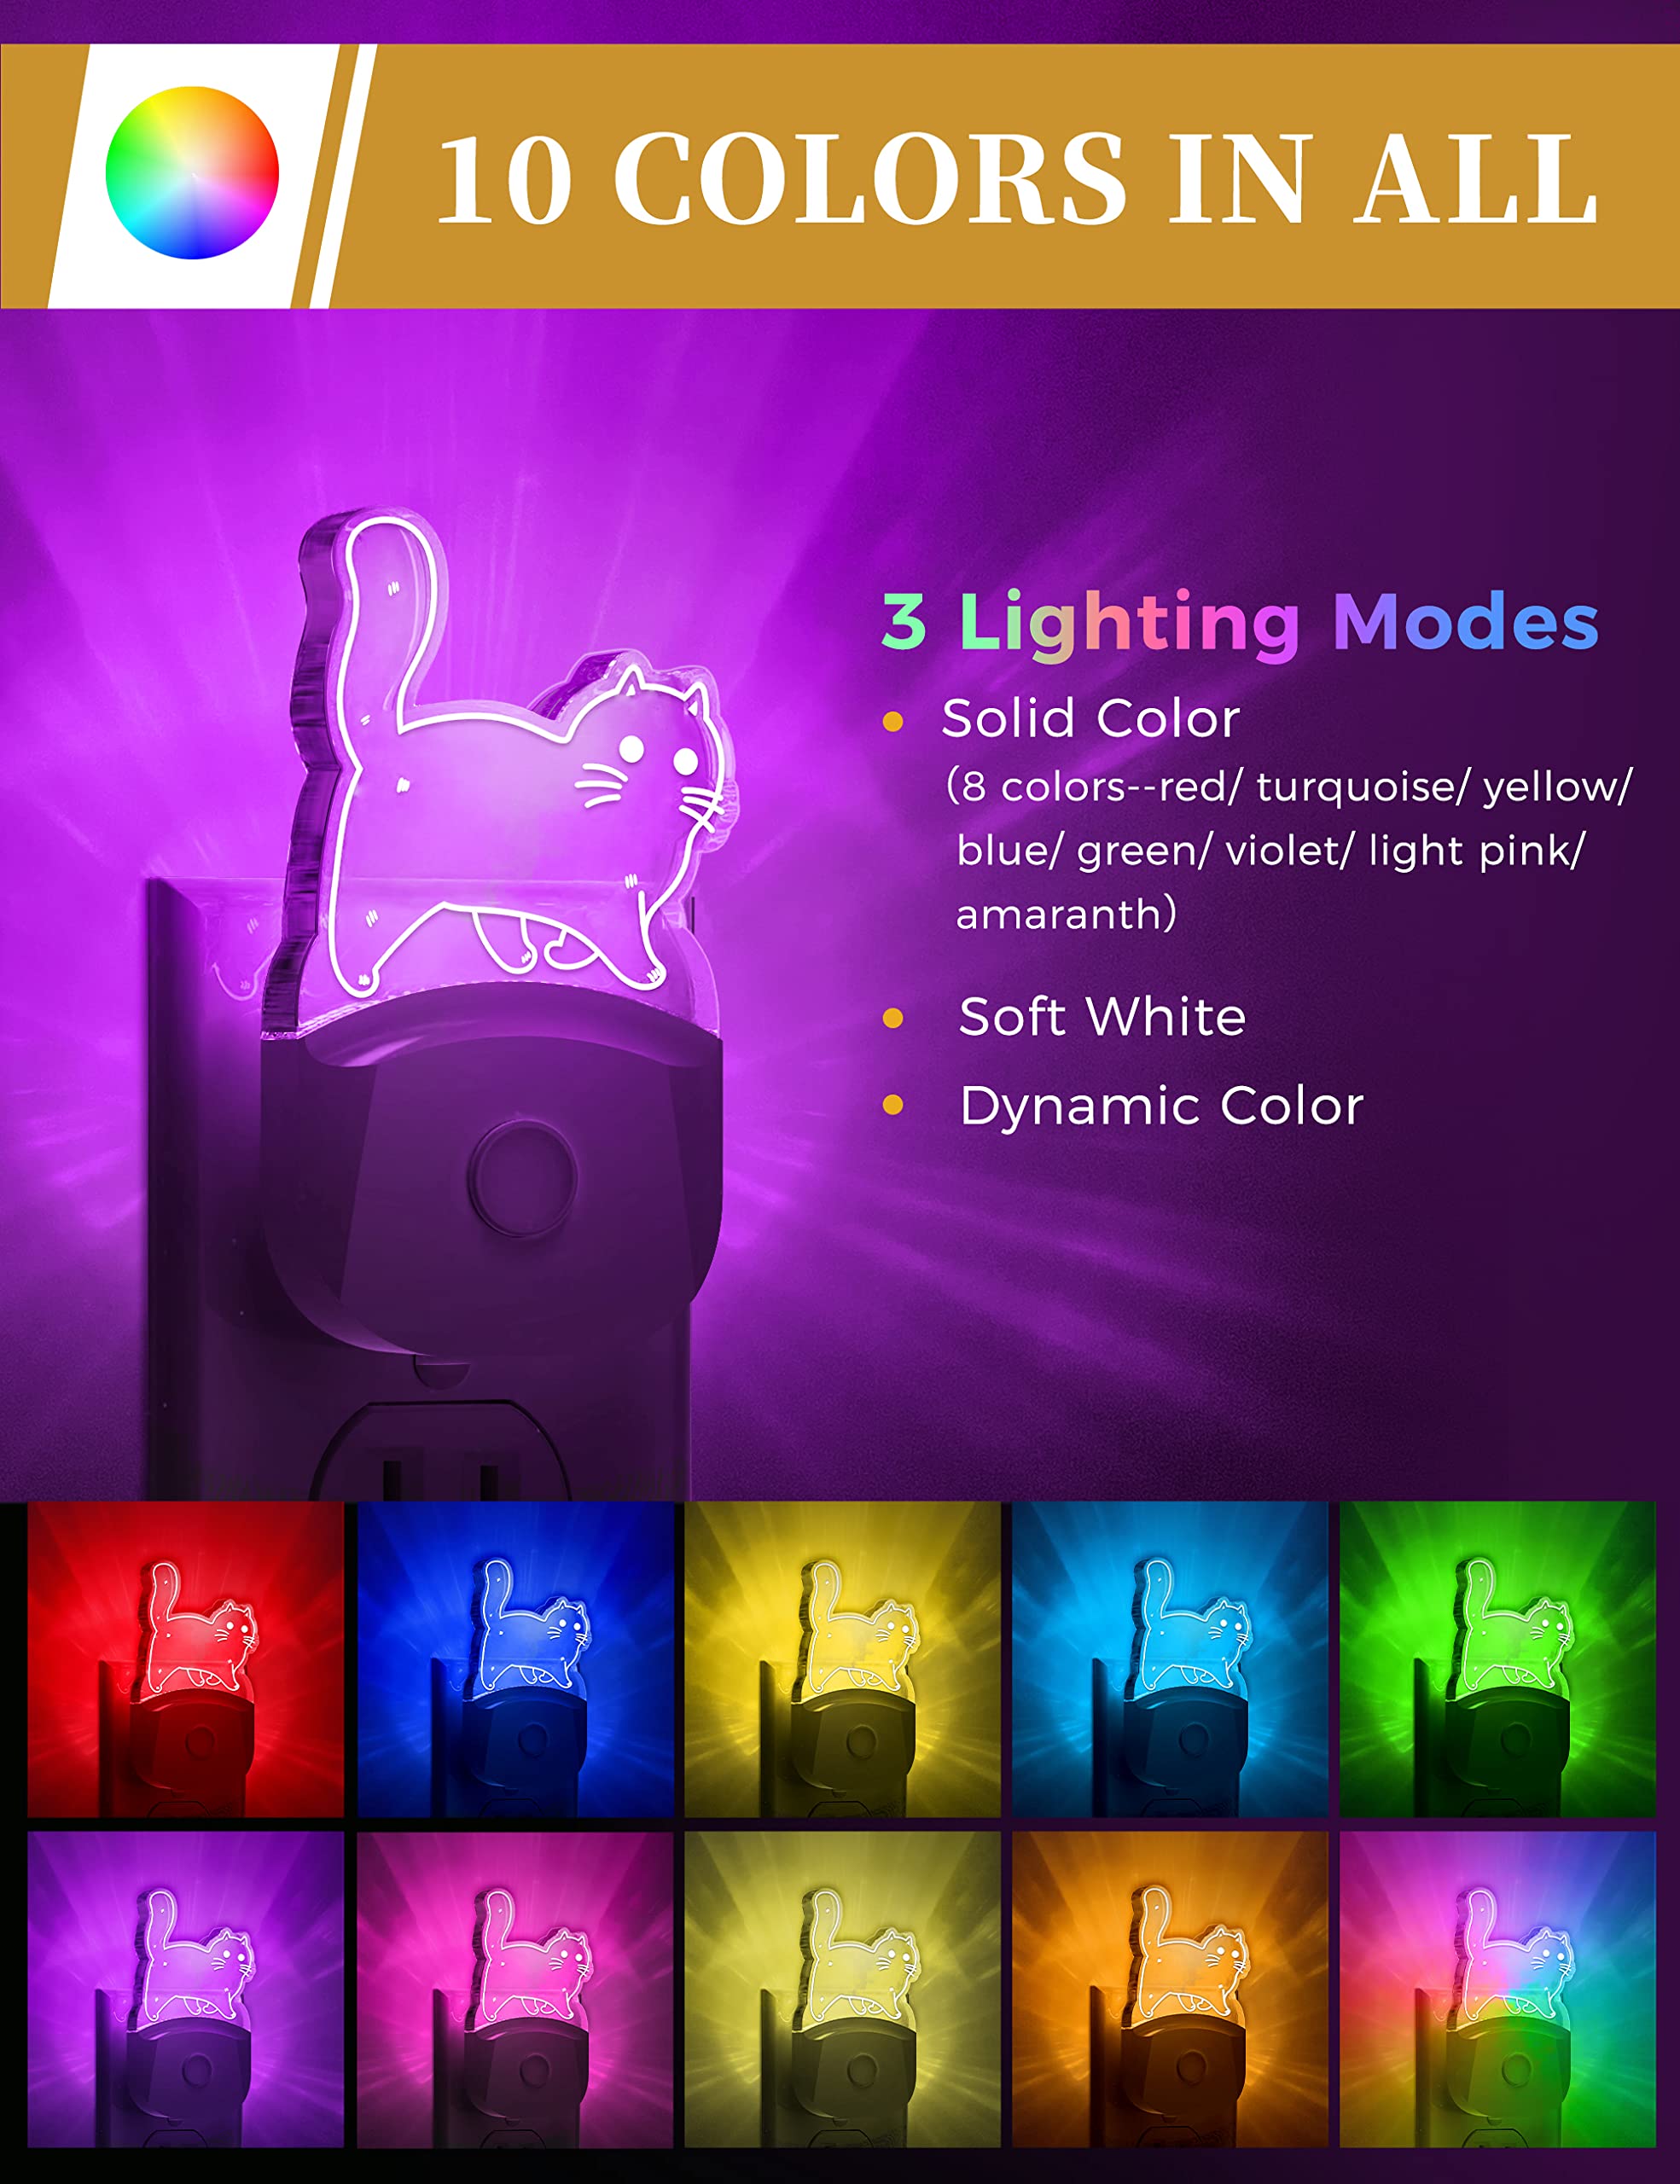 10 COLORS IN ALL
3 Lighting Modes
Solid Color
(8 colors--red/ turquoise/ yellow/
blue/ green/ violet/ light pink/
amaranth)
Soft White
Dynamic Color